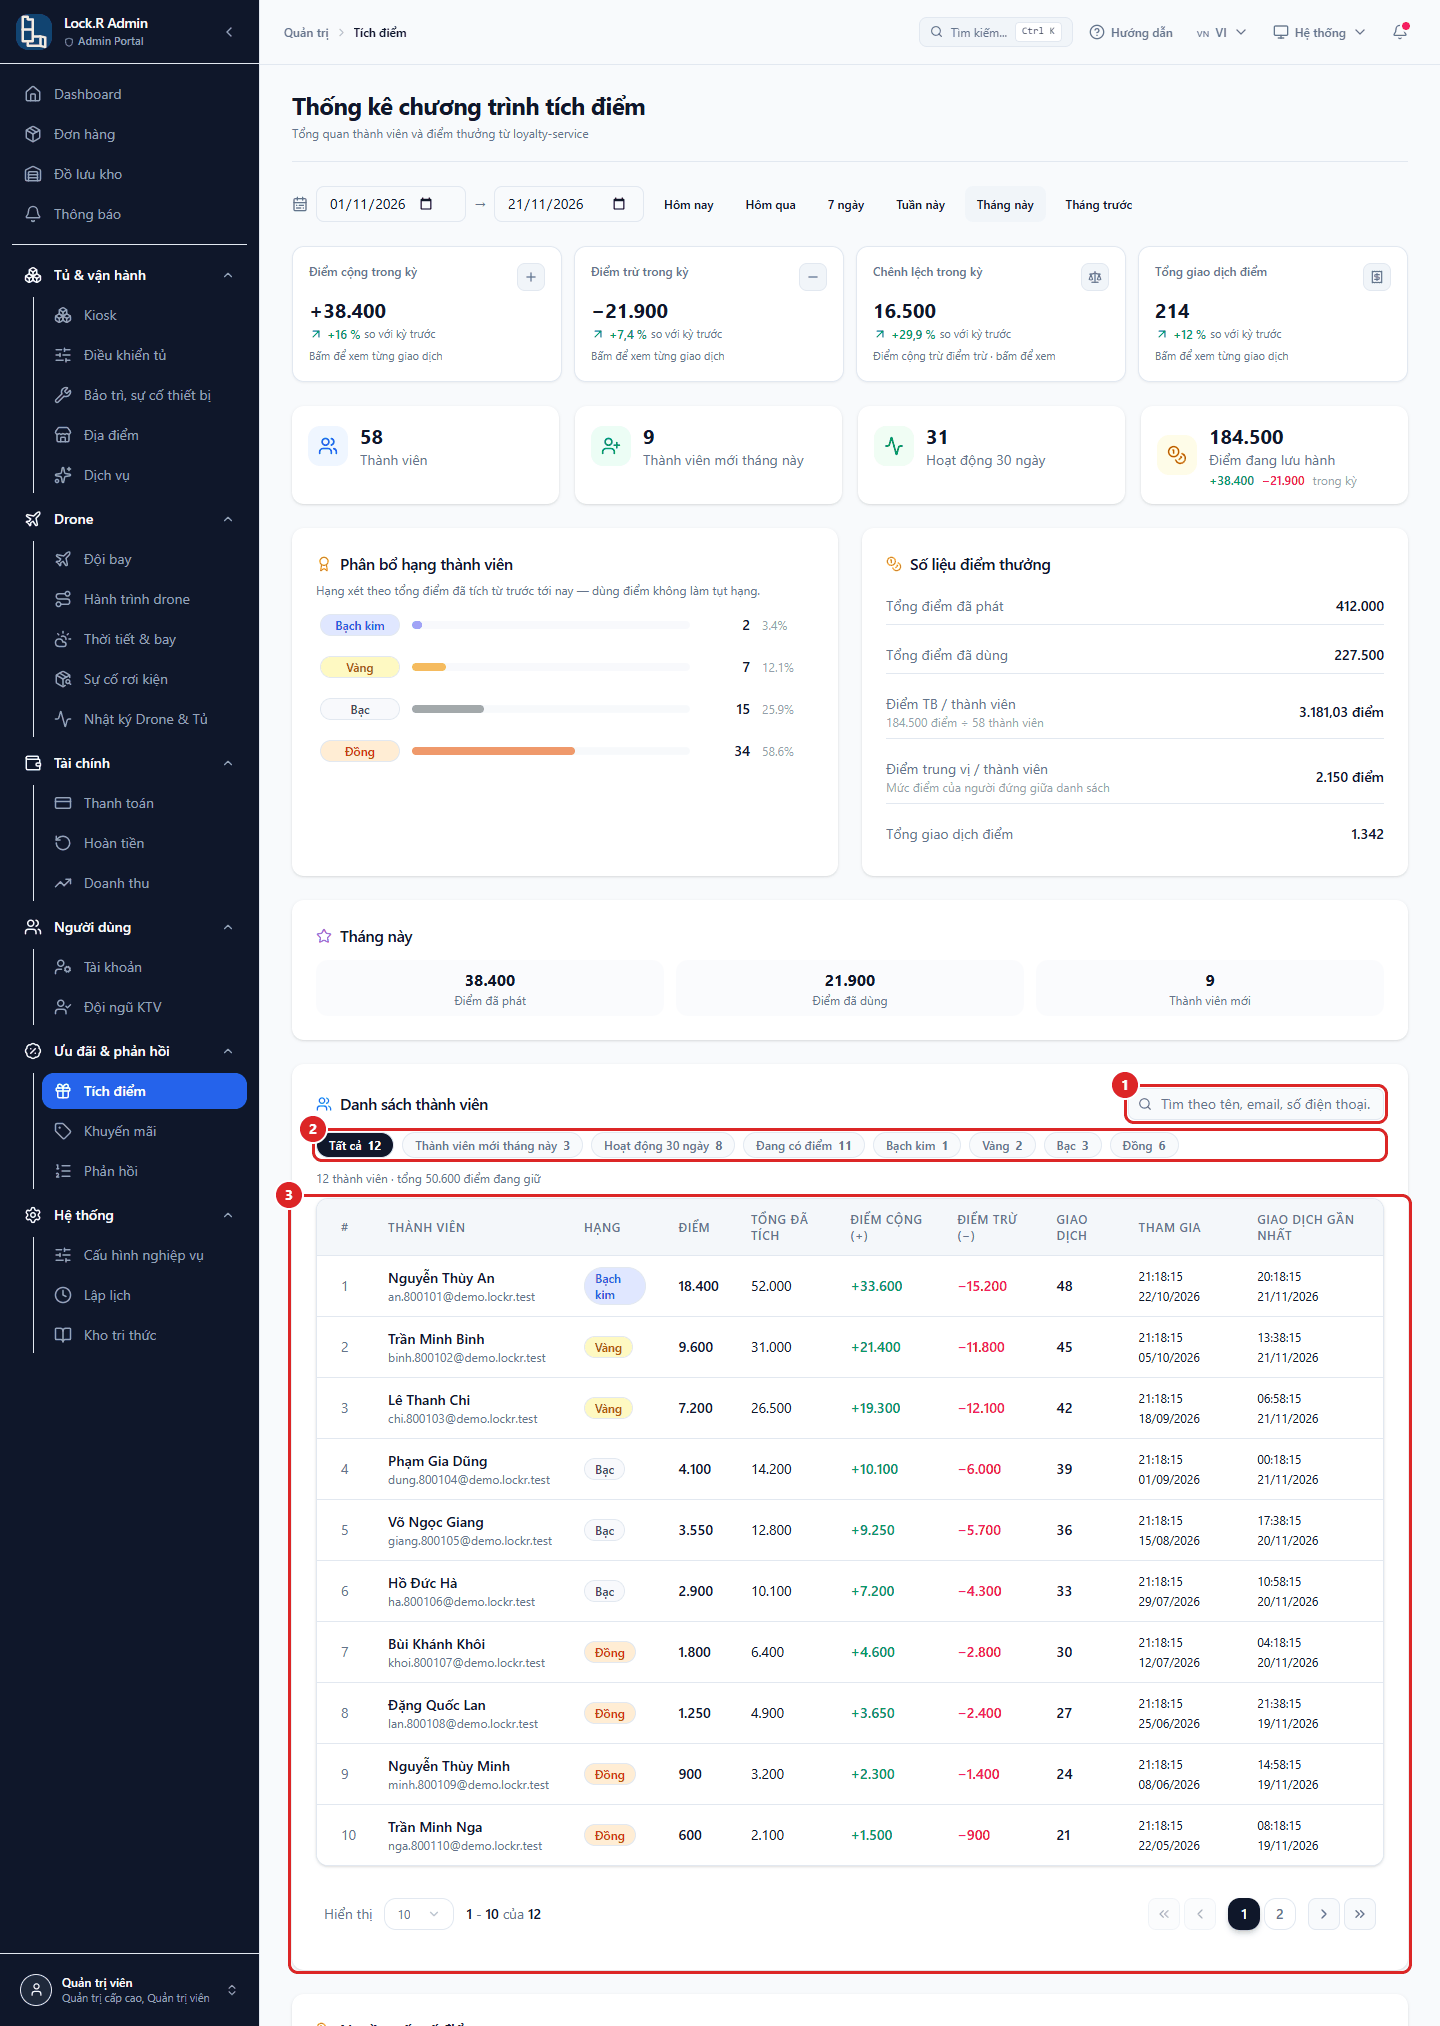 Lock.R Admin
Admin Portal
Dashboard
Đơn hàng
Đồ lưu kho
Thông báo
Tủ & vận hành
Kiosk
Điều khiển tủ
Bảo trì, sự cố thiết bị
Địa điểm
Dịch vụ
Drone
Đội bay
Hành trình drone
Thời tiết & bay
Sự cố rơi kiện
Nhật ký Drone & Tủ
Tài chính
Thanh toán
Hoàn tiền
Doanh thu
Người dùng
Tài khoản
Đội ngũ KTV
Ưu đãi & phản hồi
Tích điểm
Khuyến mãi
Phản hồi
Hệ thống
Cấu hình nghiệp vụ
Lập lịch
Kho tri thức
Quản trị viên
Quản trị cấp cao, Quản trị viên
Quản trị > Tích điểm
Tìm kiếm... Ctrl K
Hướng dẫn
VN VI
Hệ thống
Thống kê chương trình tích điểm
Tổng quan thành viên và điểm thưởng từ loyalty-service
01/11/2026 → 21/11/2026 Hôm nay Hôm qua 7 ngày Tuần này Tháng này Tháng trước
Điểm cộng trong kỳ
+38.400
+16 % so với kỳ trước
Bấm để xem từng giao dịch
Điểm trừ trong kỳ
−21.900
+7,4 % so với kỳ trước
Bấm để xem từng giao dịch
Chênh lệch trong kỳ
16.500
+29,9 % so với kỳ trước
Điểm cộng trừ điểm trừ · bấm để xem
Tổng giao dịch điểm
214
+12 % so với kỳ trước
Bấm để xem từng giao dịch
58
Thành viên
9
Thành viên mới tháng này
31
Hoạt động 30 ngày
184.500
Điểm đang lưu hành
+38.400 −21.900 trong kỳ
Phân bổ hạng thành viên
Hạng xét theo tổng điểm đã tích từ trước tới nay — dùng điểm không làm tụt hạng.
Bạch kim 2 3.4%
Vàng 7 12.1%
Bạc 15 25.9%
Đồng 34 58.6%
Số liệu điểm thưởng
Tổng điểm đã phát 412.000
Tổng điểm đã dùng 227.500
Điểm TB / thành viên
184.500 điểm ÷ 58 thành viên
3.181,03 điểm
Điểm trung vị / thành viên
Mức điểm của người đứng giữa danh sách
2.150 điểm
Tổng giao dịch điểm 1.342
Tháng này
38.400
Điểm đã phát
21.900
Điểm đã dùng
9
Thành viên mới
Danh sách thành viên
1
Tìm theo tên, email, số điện thoại.
2
Tất cả 12 Thành viên mới tháng này 3 Hoạt động 30 ngày 8 Đang có điểm 11 Bạch kim 1 Vàng 2 Bạc 3 Đồng 6
12 thành viên · tổng 50.600 điểm đang giữ
3
# THÀNH VIÊN HẠNG ĐIỂM TỔNG ĐÃ TÍCH ĐIỂM CỘNG (+) ĐIỂM TRỪ (−) GIAO DỊCH THAM GIA GIAO DỊCH GẦN NHẤT
1 Nguyễn Thùy An an.800101@demo.lockr.test Bạch kim 18.400 52.000 +33.600 −15.200 48 21:18:15 22/10/2026 20:18:15 21/11/2026
2 Trần Minh Bình binh.800102@demo.lockr.test Vàng 9.600 31.000 +21.400 −11.800 45 21:18:15 05/10/2026 13:38:15 21/11/2026
3 Lê Thanh Chi chi.800103@demo.lockr.test Vàng 7.200 26.500 +19.300 −12.100 42 21:18:15 18/09/2026 06:58:15 21/11/2026
4 Phạm Gia Dũng dung.800104@demo.lockr.test Bạc 4.100 14.200 +10.100 −6.000 39 21:18:15 01/09/2026 00:18:15 21/11/2026
5 Võ Ngọc Giang giang.800105@demo.lockr.test Bạc 3.550 12.800 +9.250 −5.700 36 21:18:15 15/08/2026 17:38:15 20/11/2026
6 Hồ Đức Hà ha.800106@demo.lockr.test Bạc 2.900 10.100 +7.200 −4.300 33 21:18:15 29/07/2026 10:58:15 20/11/2026
7 Bùi Khánh Khôi khoi.800107@demo.lockr.test Đồng 1.800 6.400 +4.600 −2.800 30 21:18:15 12/07/2026 04:18:15 20/11/2026
8 Đặng Quốc Lan lan.800108@demo.lockr.test Đồng 1.250 4.900 +3.650 −2.400 27 21:18:15 25/06/2026 21:38:15 19/11/2026
9 Nguyễn Thùy Minh minh.800109@demo.lockr.test Đồng 900 3.200 +2.300 −1.400 24 21:18:15 08/06/2026 14:58:15 19/11/2026
10 Trần Minh Nga nga.800110@demo.lockr.test Đồng 600 2.100 +1.500 −900 21 21:18:15 22/05/2026 08:18:15 19/11/2026
Hiển thị 10 1 - 10 của 12
« ‹ 1 2 › »